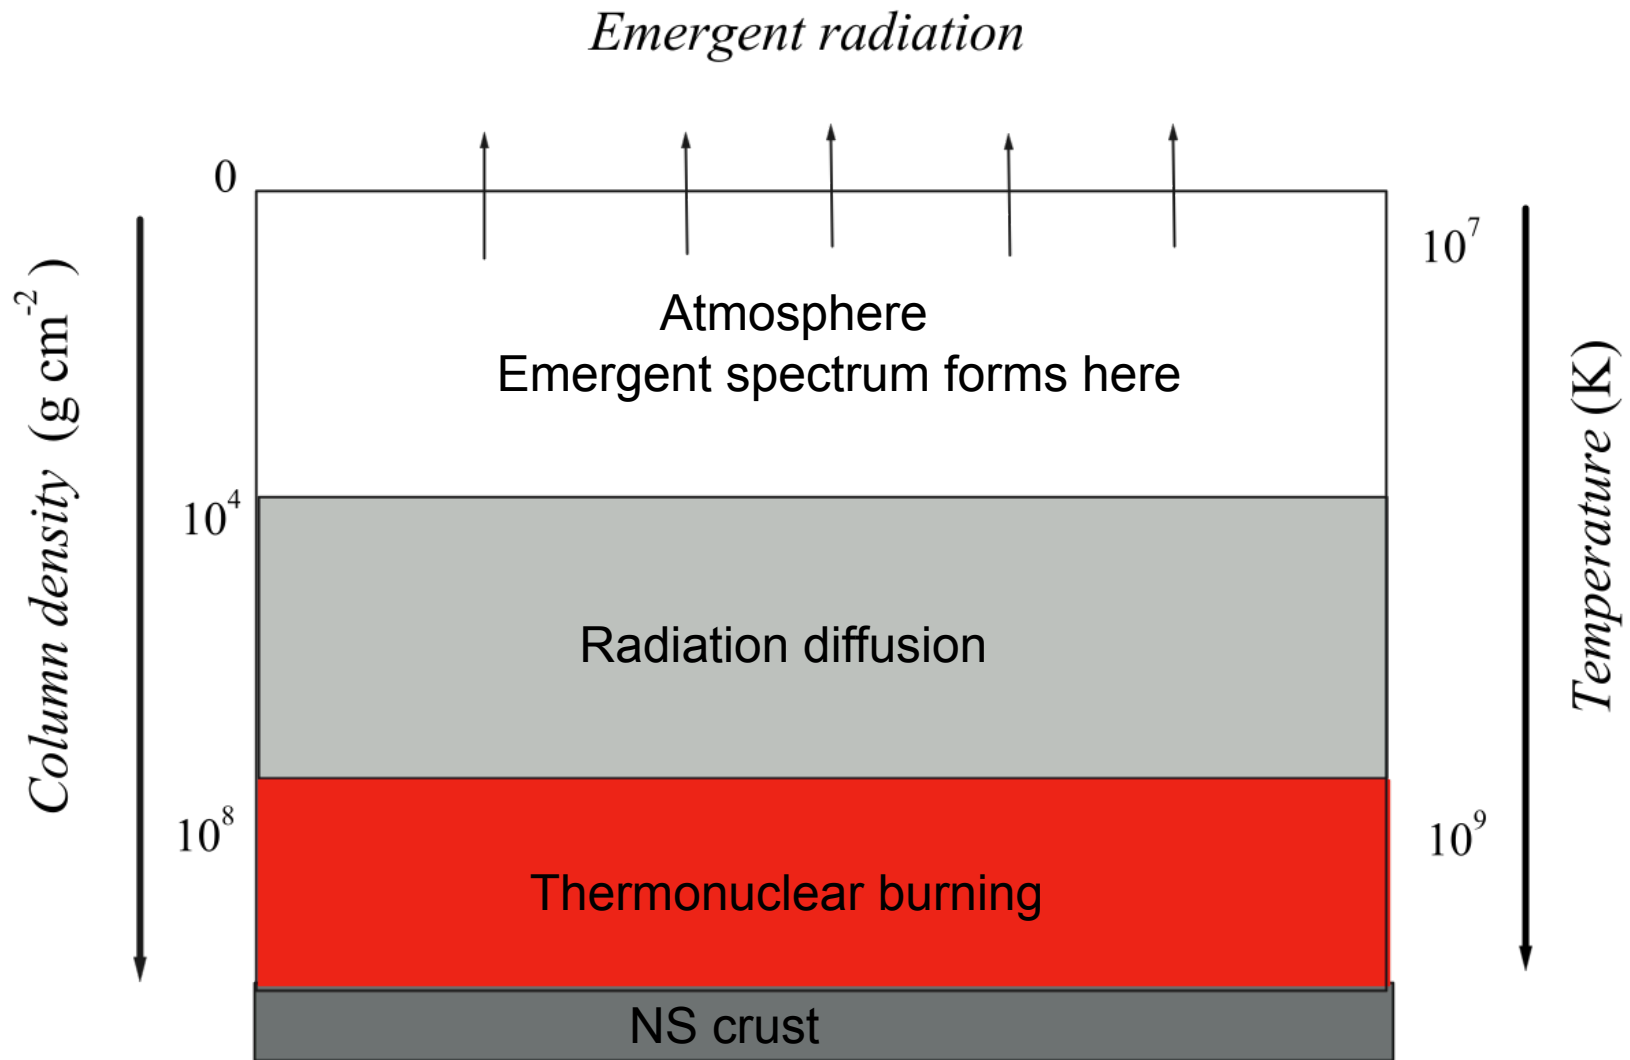 Emergent radiation
0
10^7
Column density (g cm^-2)
Atmosphere
Emergent spectrum forms here
Temperature (K)
10^4
Radiation diffusion
10^8
10^9
Thermonuclear burning
NS crust